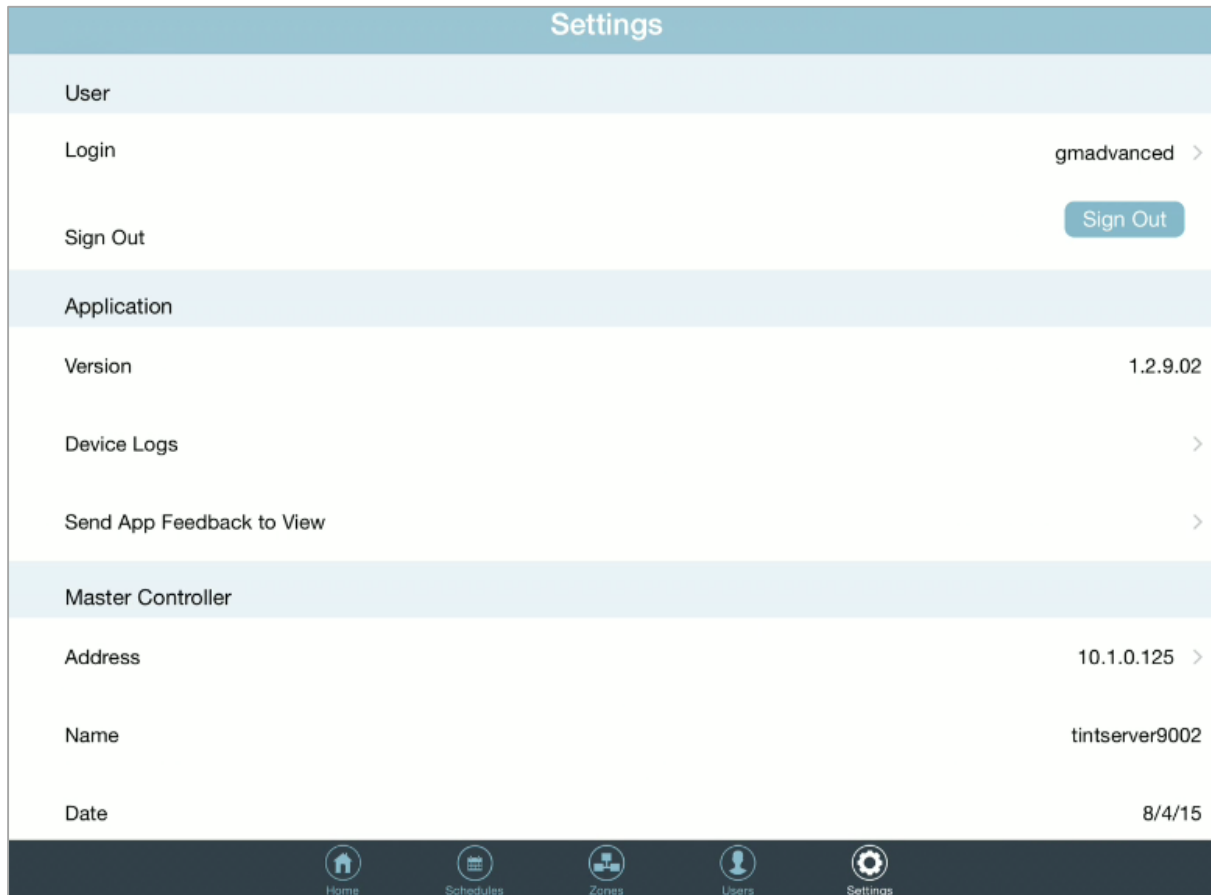 Settings
User
Login gmadvanced
Sign Out Sign Out
Application
Version 1.2.9.02
Device Logs
Send App Feedback to View
Master Controller
Address 10.1.0.125
Name tintserver9002
Date 8/4/15
Home Schedules Zones Users Settings